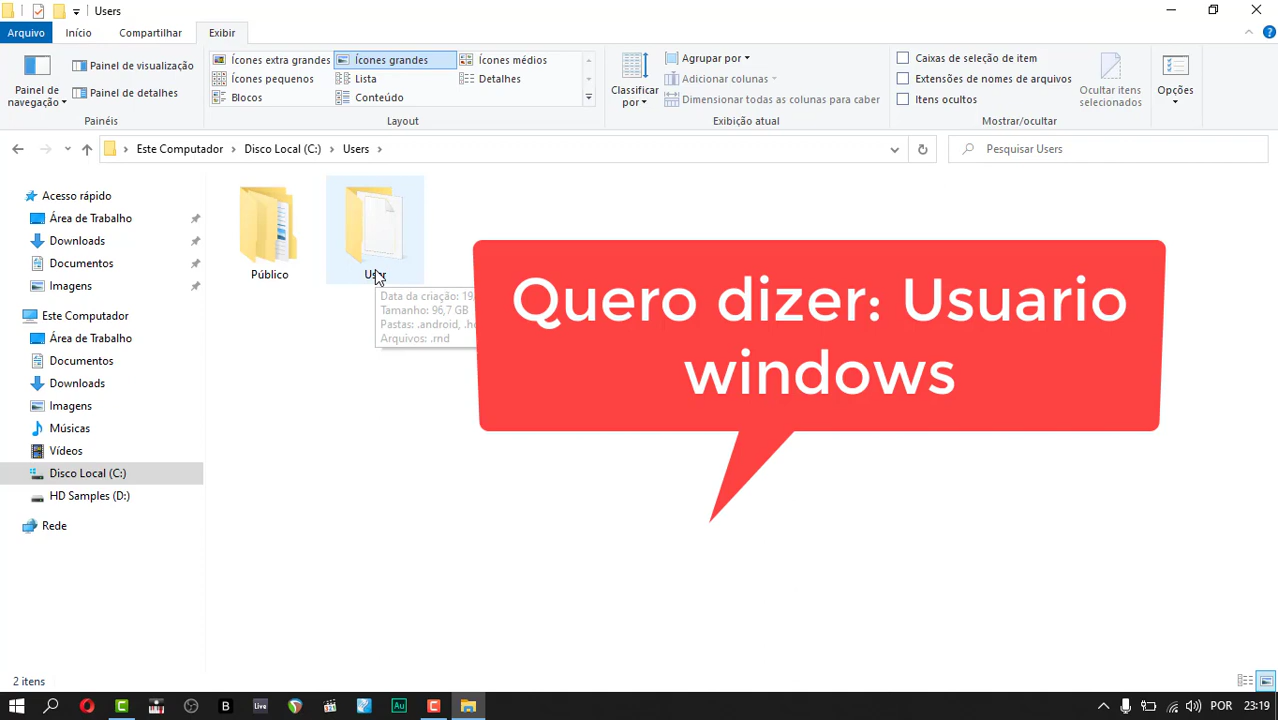 Users
Arquivo Início Compartilhar Exibir
Painel de navegação
Painel de visualização
Painel de detalhes
Painéis
Ícones extra grandes Ícones grandes Ícones médios
Ícones pequenos Lista Detalhes
Blocos Conteúdo
Layout
Classificar por
Agrupar por
Adicionar colunas
Dimensionar todas as colunas para caber
Exibição atual
Caixas de seleção de item
Extensões de nomes de arquivos
Itens ocultos
Ocultar itens selecionados
Mostrar/ocultar
Opções
Este Computador Disco Local (C:) Users
Pesquisar Users
Acesso rápido
Área de Trabalho
Downloads
Documentos
Imagens
Este Computador
Área de Trabalho
Documentos
Downloads
Imagens
Músicas
Vídeos
Disco Local (C:)
HD Samples (D:)
Rede
Público
User
Data da criação: 19
Tamanho: 96,7 GB
Pastas: .android,
Arquivos: .rnd
Quero dizer: Usuario
windows
2 itens
B Live Au C POR 23:19